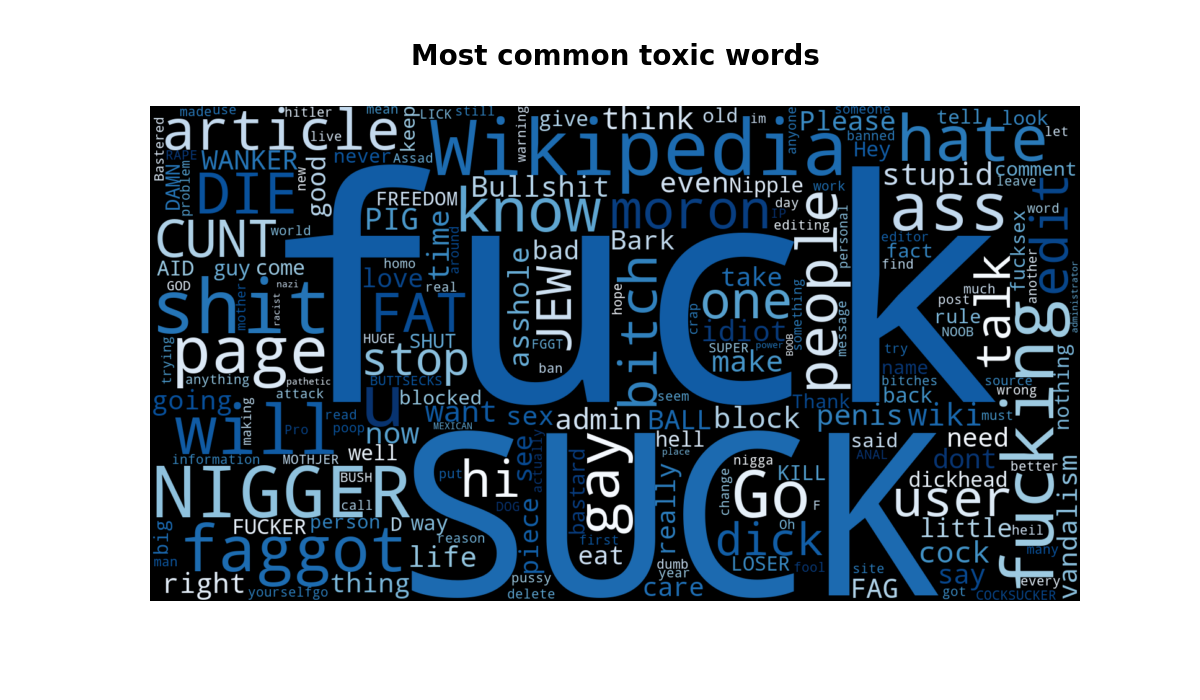 Most common toxic words
made
use
hitler
mean
LICK
still
someone
article
live
keep
Wikipedia
warning
give
think
old
im
anyone
Please
banned
Hey
hate
tell
look
let
Bastered
RAPE
DAMN
problem
WANKER
never
Assad
DIE
new
good
FREEDOM
PIG
Bullshit
know
even
Nipple
work
moron
IP
day
editing
stupid
comment
leave
ass
word
edit
CUNT
world
AID
GOD
guy
come
homo
time
around
bad
Bark
people
personal
editor
fact
find
fucksex
another
administrator
fuck
shit
mother
racist
nazi
love
real
FAT
asshole
JEW
hope
bitch
take
one
crap
idiot
something
message
much
post
rule
NOOB
talk
trying
page
anything
pathetic
attack
HUGE
SHUT
stop
BUTTSECKS
FGGT
ban
SUPER
power
BOOB
make
try
name
bitches
back
source
wrong
fucking
nothing
going
making
will
Pro
read
poop
u
blocked
want
now
MEXICAN
sex
seem
admin
BALL
block
Thank
penis
wiki
must
information
MOTHJER
well
hell
place
said
ANAL
need
dont
better
NIGGER
BUSH
call
SUCK
put
hi
DOG
see
actually
piece
bastard
gay
first
really
change
nigga
Go
KILL
F
Oh
dickhead
user
vandalism
big
man
faggot
FUCKER
person
D
way
reason
life
eat
dumb
year
dick
LOSER
fool
little
heil
many
cock
site
say
every
right
yourselfgo
thing
pussy
delete
care
FAG
got
COCKSUCKER